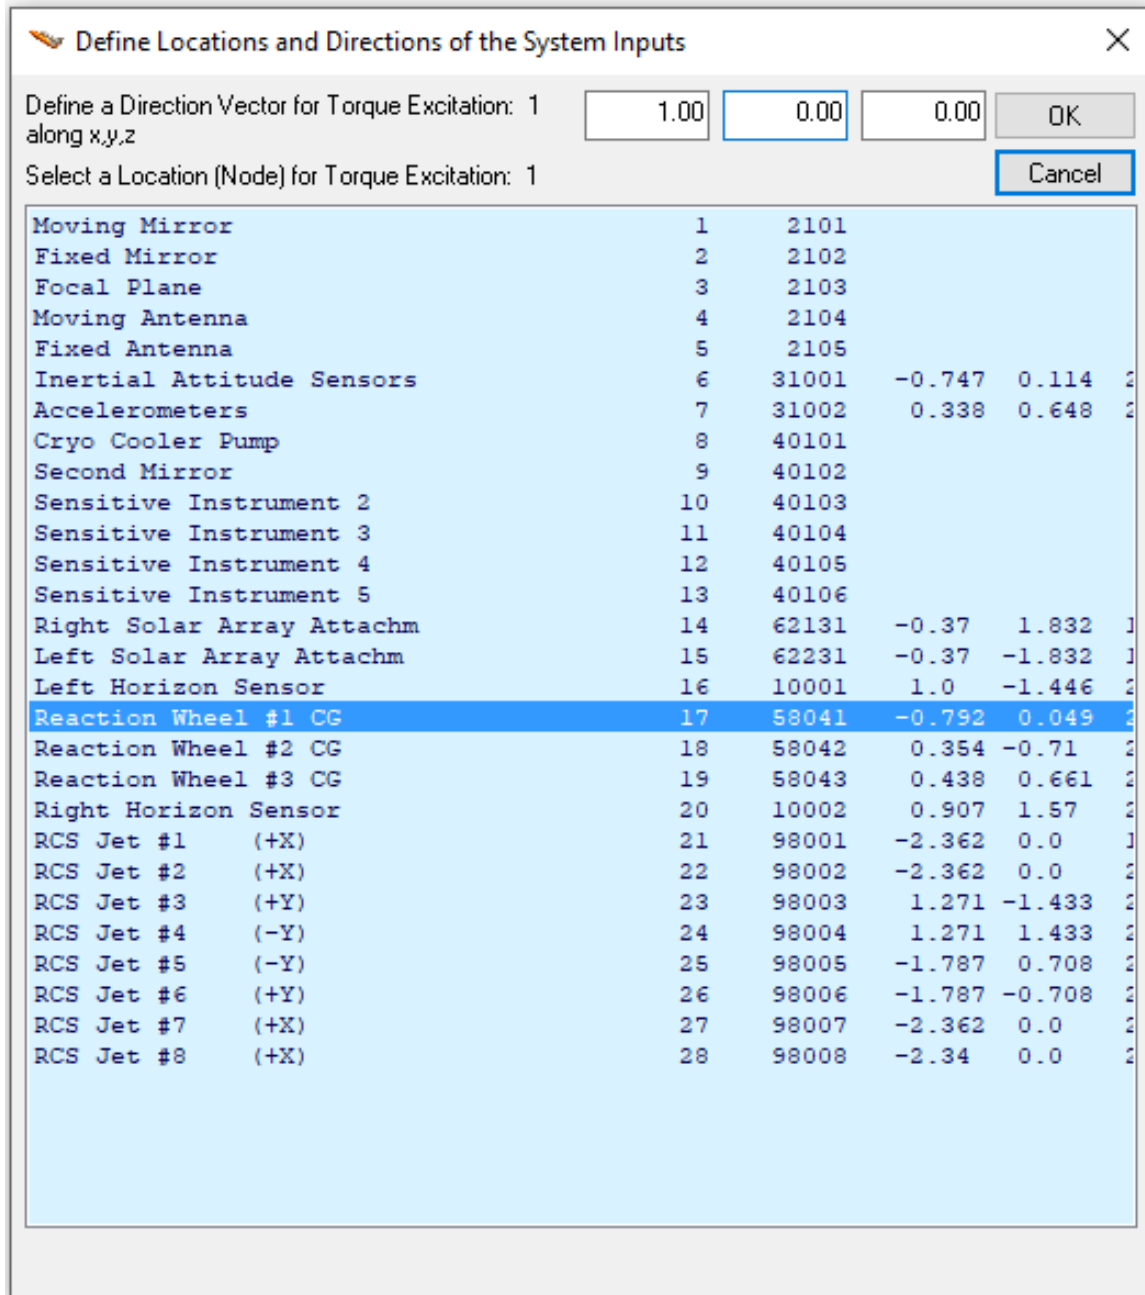 Define Locations and Directions of the System Inputs
Define a Direction Vector for Torque Excitation: 1 1.00 0.00 0.00 OK
along x,y,z
Select a Location (Node) for Torque Excitation: 1 Cancel
Moving Mirror 1 2101
Fixed Mirror 2 2102
Focal Plane 3 2103
Moving Antenna 4 2104
Fixed Antenna 5 2105
Inertial Attitude Sensors 6 31001 -0.747 0.114
Accelerometers 7 31002 0.338 0.648
Cryo Cooler Pump 8 40101
Second Mirror 9 40102
Sensitive Instrument 2 10 40103
Sensitive Instrument 3 11 40104
Sensitive Instrument 4 12 40105
Sensitive Instrument 5 13 40106
Right Solar Array Attachm 14 62131 -0.37 1.832
Left Solar Array Attachm 15 62231 -0.37 -1.832
Left Horizon Sensor 16 10001 1.0 -1.446
Reaction Wheel #1 CG 17 58041 -0.792 0.049
Reaction Wheel #2 CG 18 58042 0.354 -0.71
Reaction Wheel #3 CG 19 58043 0.438 0.661
Right Horizon Sensor 20 10002 0.907 1.57
RCS Jet #1 (+X) 21 98001 -2.362 0.0
RCS Jet #2 (+X) 22 98002 -2.362 0.0
RCS Jet #3 (+Y) 23 98003 1.271 -1.433
RCS Jet #4 (-Y) 24 98004 1.271 1.433
RCS Jet #5 (-Y) 25 98005 -1.787 0.708
RCS Jet #6 (+Y) 26 98006 -1.787 -0.708
RCS Jet #7 (+X) 27 98007 -2.362 0.0
RCS Jet #8 (+X) 28 98008 -2.34 0.0